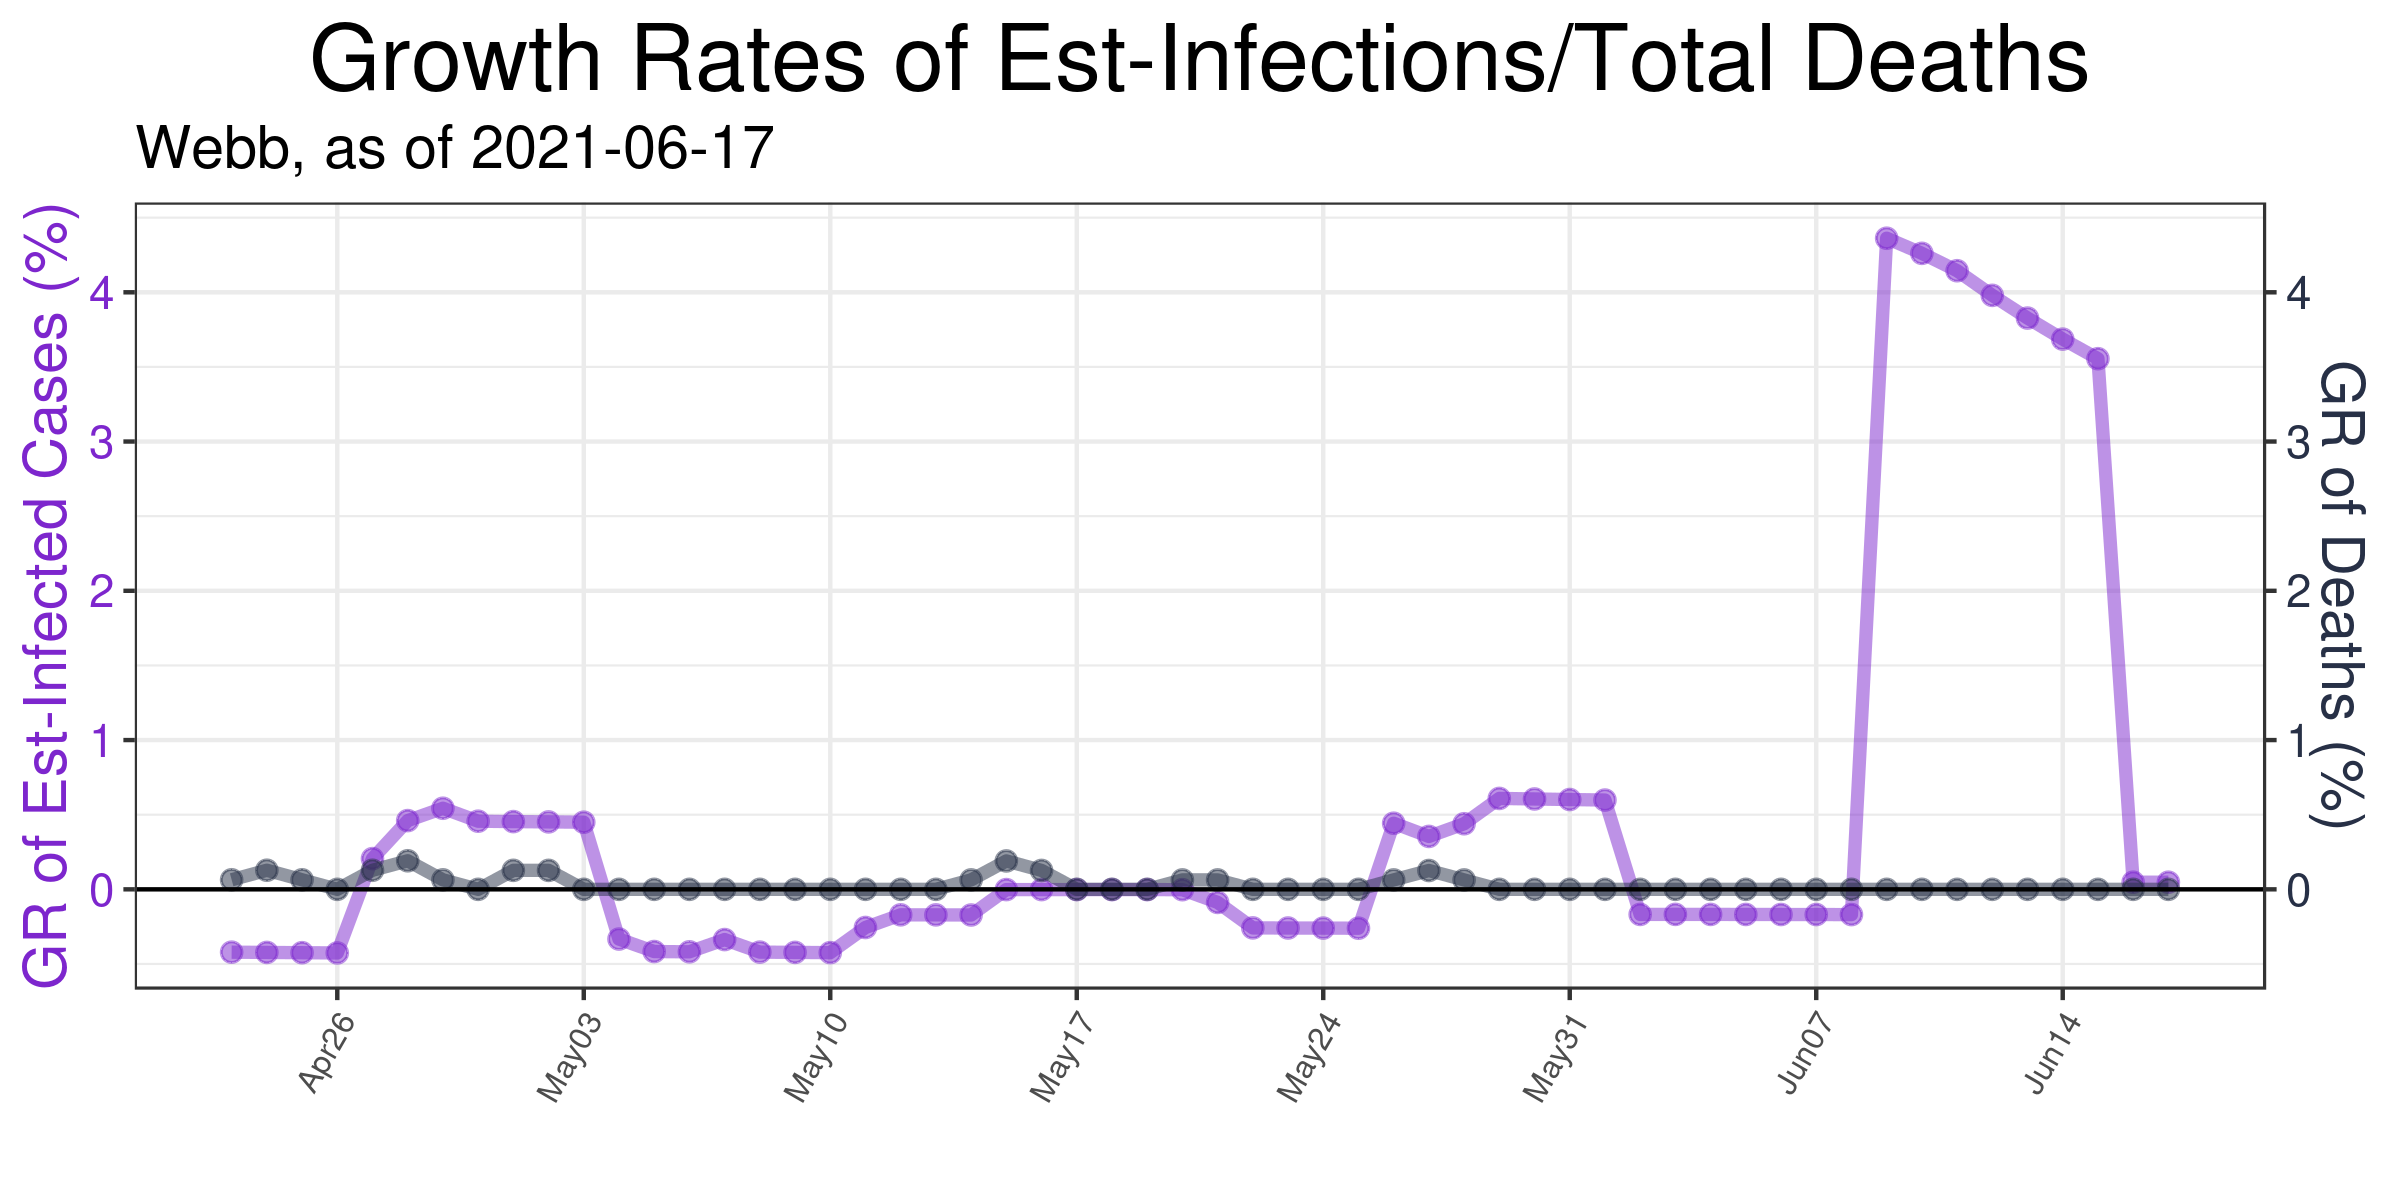 Growth Rates of Est-Infections/Total Deaths
Webb, as of 2021-06-17
GR of Est-Infected Cases (%)
4
3
2
1
0
4
3
2
1
0
GR of Deaths (%)
Apr26
May03
May10
May17
May24
May31
Jun07
Jun14